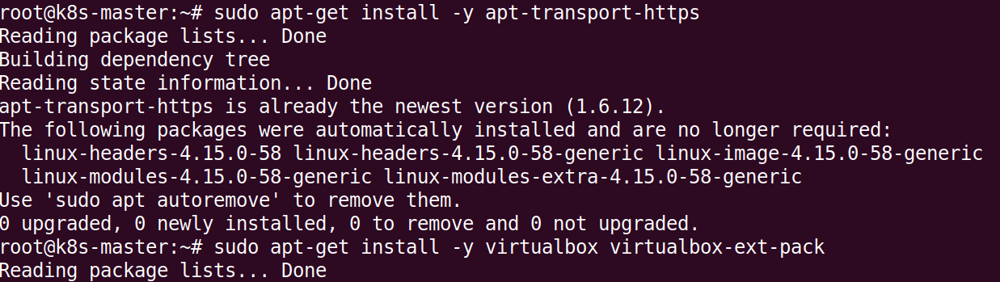 root@k8s-master:~# sudo apt-get install -y apt-transport-https
Reading package lists... Done
Building dependency tree
Reading state information... Done
apt-transport-https is already the newest version (1.6.12).
The following packages were automatically installed and are no longer required:
  linux-headers-4.15.0-58 linux-headers-4.15.0-58-generic linux-image-4.15.0-58-generic
  linux-modules-4.15.0-58-generic linux-modules-extra-4.15.0-58-generic
Use 'sudo apt autoremove' to remove them.
0 upgraded, 0 newly installed, 0 to remove and 0 not upgraded.
root@k8s-master:~# sudo apt-get install -y virtualbox virtualbox-ext-pack
Reading package lists... Done